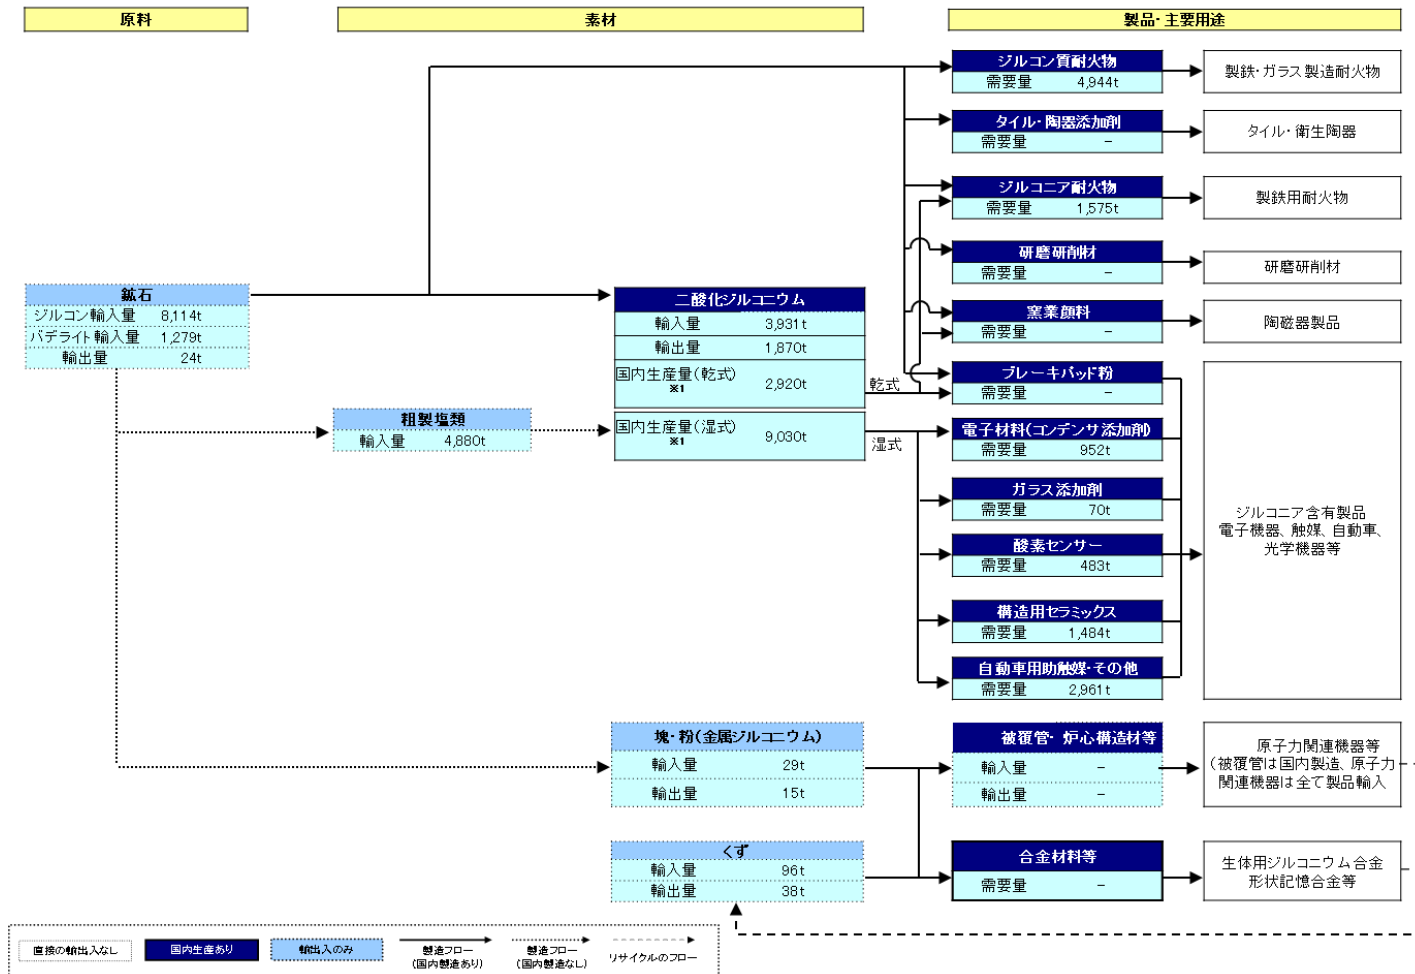 原料
素材
製品・主要用途
ジルコン質耐火物
需要量 4,944t
製鉄・ガラス製造耐火物
タイル・陶器添加剤
需要量 －
タイル・衛生陶器
ジルコニア耐火物
需要量 1,575t
製鉄用耐火物
研磨研削材
需要量 －
研磨研削材
鉱石
ジルコン輸入量 8,114t
バデライト輸入量 1,279t
輸出量 24t
二酸化ジルコニウム
輸入量 3,931t
輸出量 1,870t
国内生産量(乾式)
※1
2,920t
乾式
窯業顔料
需要量 －
陶磁器製品
ブレーキパッド粉
需要量 －
粗製塩類
輸入量 4,880t
国内生産量(湿式)
※1
9,030t
湿式
電子材料(コンデンサ添加剤)
需要量 952t
ガラス添加剤
需要量 70t
酸素センサー
需要量 483t
構造用セラミックス
需要量 1,484t
自動車用助触媒・その他
需要量 2,961t
ジルコニア含有製品
電子機器、触媒、自動車、
光学機器等
塊・粉(金属ジルコニウム)
輸入量 29t
輸出量 15t
被覆管・炉心構造材等
輸入量 －
輸出量 －
原子力関連機器等
(被覆管は国内製造、原子力
関連機器は全て製品輸入
くず
輸入量 96t
輸出量 38t
合金材料等
需要量 －
生体用ジルコニウム合金
形状記憶合金等
直接の輸出入なし
国内生産あり
輸出入のみ
製造フロー
(国内製造あり)
製造フロー
(国内製造なし)
リサイクルのフロー